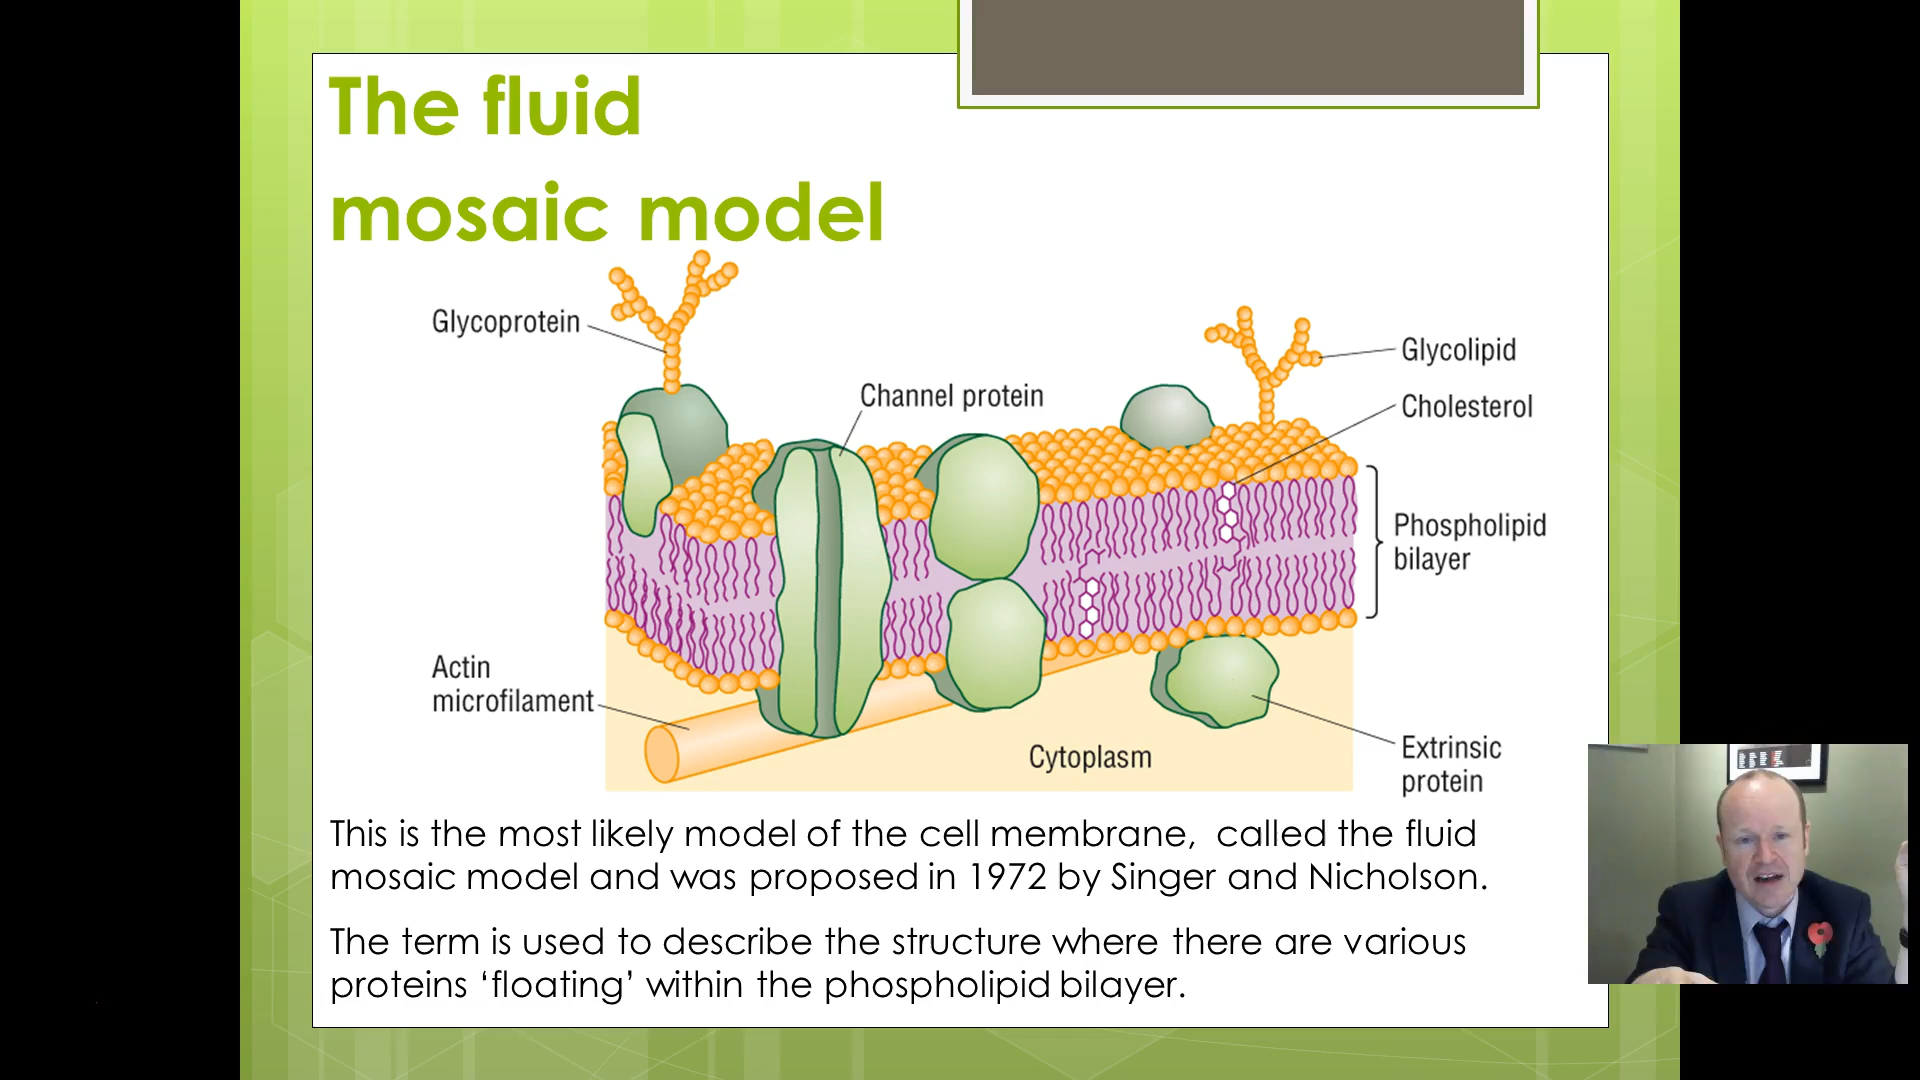 The fluid
mosaic model
Glycoprotein
Glycolipid
Channel protein
Cholesterol
Phospholipid
bilayer
Actin
microfilament
Cytoplasm
Extrinsic
protein
This is the most likely model of the cell membrane, called the fluid
mosaic model and was proposed in 1972 by Singer and Nicholson.
The term is used to describe the structure where there are various
proteins ‘floating’ within the phospholipid bilayer.